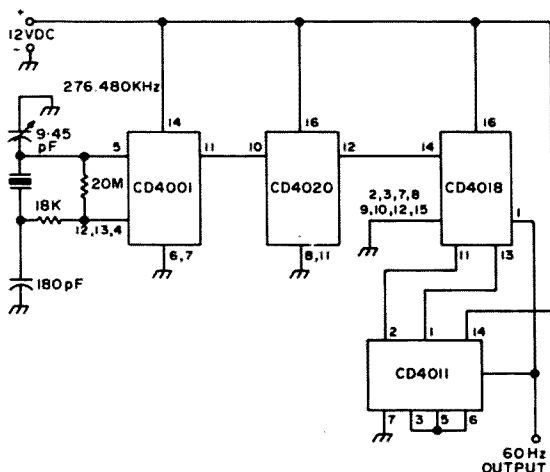 +
12VDC
-
276.480KHz
9-45
pF
18K
20M
180pF
5
14
11
CD4001
12,13,4
6,7
10
16
12
CD4020
8,11
14
16
CD4018
2,3,7,8
9,10,12,15
1
11
13
2
1
14
CD4011
7
3
5
6
60Hz
OUTPUT